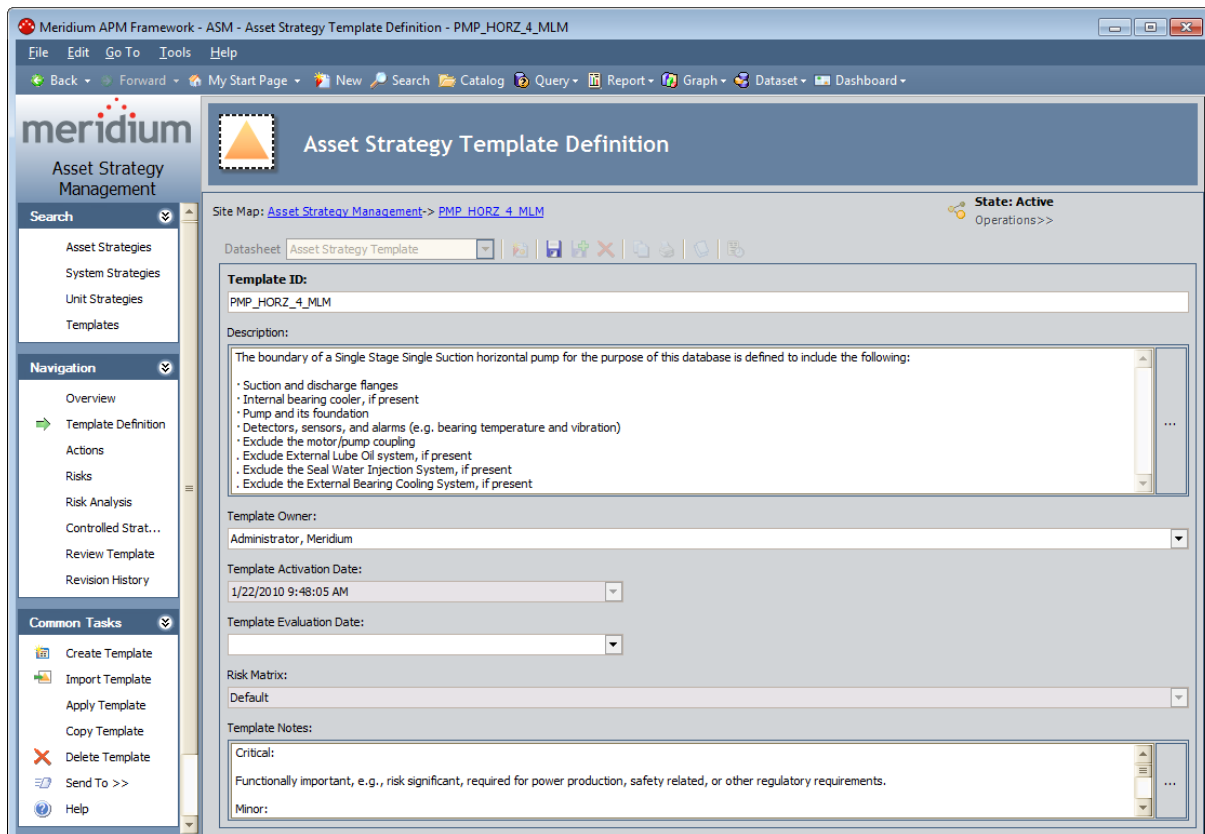 Meridium APM Framework - ASM - Asset Strategy Template Definition - PMP_HORZ_4_MLM
File Edit Go To Tools Help
Back Forward My Start Page New Search Catalog Query Report Graph Dataset Dashboard
meridium
Asset Strategy
Management
Search
Asset Strategies
System Strategies
Unit Strategies
Templates
Navigation
Overview
Template Definition
Actions
Risks
Risk Analysis
Controlled Strat...
Review Template
Revision History
Common Tasks
Create Template
Import Template
Apply Template
Copy Template
Delete Template
Send To >>
Help
Asset Strategy Template Definition
Site Map: Asset Strategy Management-> PMP_HORZ_4_MLM
State: Active
Operations>>
Datasheet Asset Strategy Template
Template ID:
PMP_HORZ_4_MLM
Description:
The boundary of a Single Stage Single Suction horizontal pump for the purpose of this database is defined to include the following:
· Suction and discharge flanges
· Internal bearing cooler, if present
· Pump and its foundation
· Detectors, sensors, and alarms (e.g. bearing temperature and vibration)
· Exclude the motor/pump coupling
. Exclude External Lube Oil system, if present
. Exclude the Seal Water Injection System, if present
. Exclude the External Bearing Cooling System, if present
...
Template Owner:
Administrator, Meridium
Template Activation Date:
1/22/2010 9:48:05 AM
Template Evaluation Date:
Risk Matrix:
Default
Template Notes:
Critical:
Functionally important, e.g., risk significant, required for power production, safety related, or other regulatory requirements.
Minor:
...